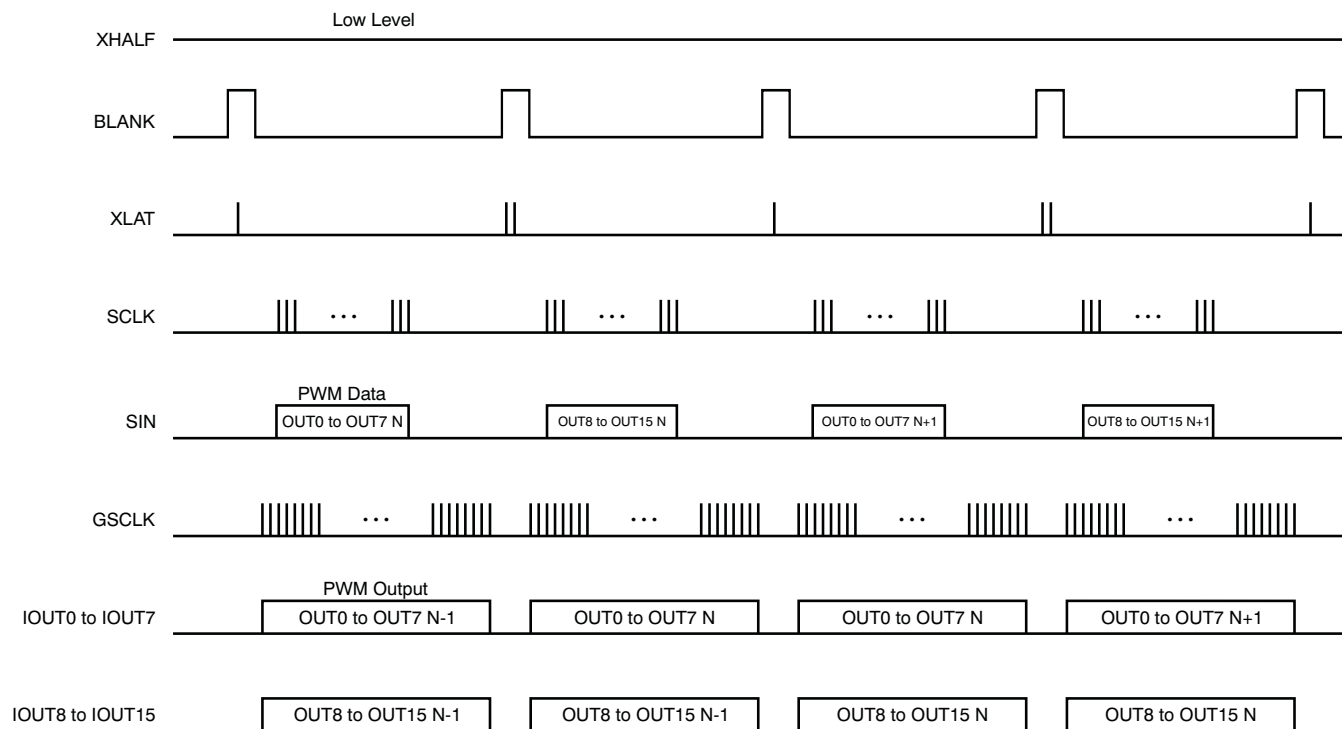 Low Level
XHALF
BLANK
XLAT
SCLK
...
...
...
...
PWM Data
SIN
OUT0 to OUT7 N
OUT8 to OUT15 N
OUT0 to OUT7 N+1
OUT8 to OUT15 N+1
GSCLK
...
...
...
...
PWM Output
IOUT0 to IOUT7
OUT0 to OUT7 N-1
OUT0 to OUT7 N
OUT0 to OUT7 N
OUT0 to OUT7 N+1
IOUT8 to IOUT15
OUT8 to OUT15 N-1
OUT8 to OUT15 N-1
OUT8 to OUT15 N
OUT8 to OUT15 N